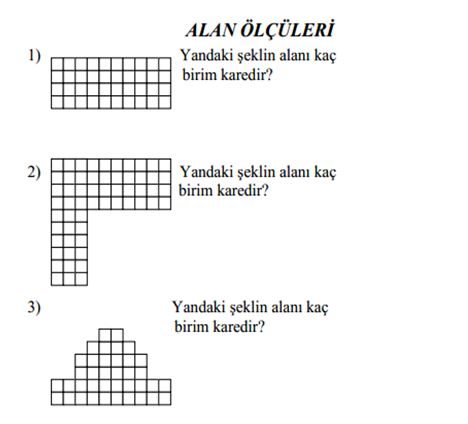 ALAN ÖLÇÜLERİ
1) Yandaki şeklin alanı kaç
birim karedir?
2) Yandaki şeklin alanı kaç
birim karedir?
3) Yandaki şeklin alanı kaç
birim karedir?